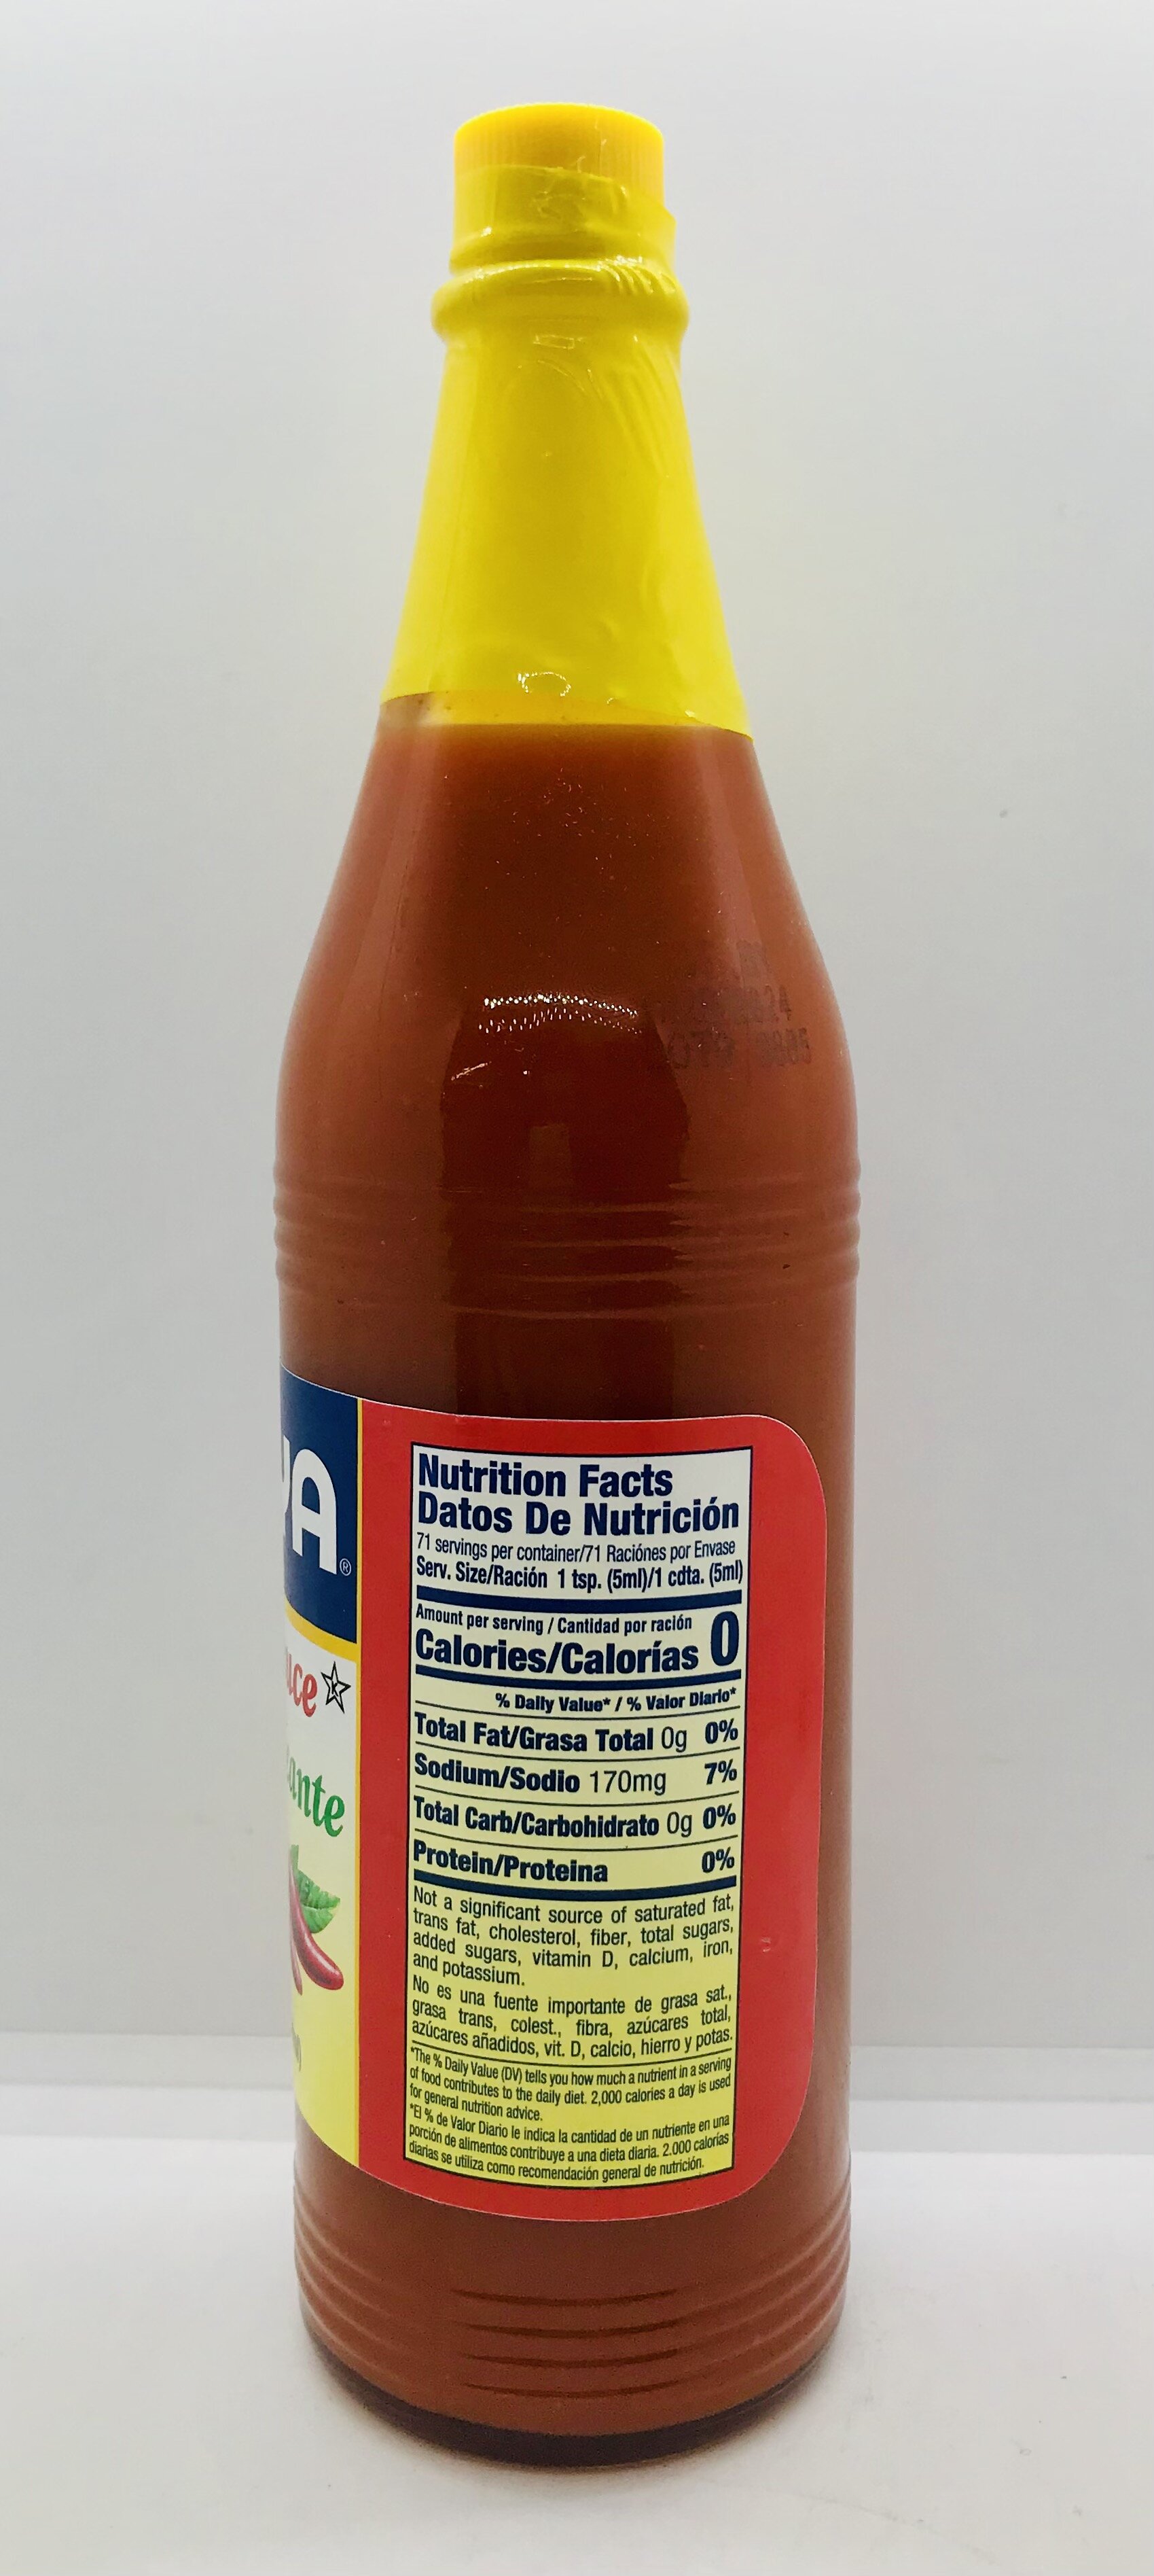 YA®
uce
K
ante
Nutrition Facts
Datos De Nutrición
71 servings per container/71 Raciónes por Envase
Serv. Size/Ración 1 tsp. (5ml)/1 cdta. (5ml)
Amount per serving / Cantidad por ración
Calories/Calorías 0
% Daily Value* / % Valor Diario*
Total Fat/Grasa Total 0g 0%
Sodium/Sodio 170mg 7%
Total Carb/Carbohidrato 0g 0%
Protein/Proteina 0%
Not a significant source of saturated fat,
trans fat, cholesterol, fiber, total sugars,
added sugars, vitamin D, calcium, iron,
and potassium.
No es una fuente importante de grasa sat.,
grasa trans, colest., fibra, azúcares total,
azúcares añadidos, vit. D, calcio, hierro y potas.
*The % Daily Value (DV) tells you how much a nutrient in a serving
of food contributes to the daily diet. 2,000 calories a day is used
for general nutrition advice.
*El % de Valor Diario le indica la cantidad de un nutriente en una
porción de alimentos contribuye a una dieta diaria. 2.000 calorías
diarias se utiliza como recomendación general de nutrición.